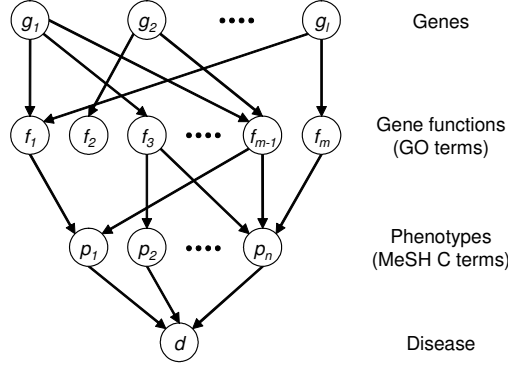 g1 g2 •••• gl Genes
f1 f2 f3 •••• fm-1 fm Gene functions
(GO terms)
p1 p2 •••• pn Phenotypes
(MeSH C terms)
d Disease